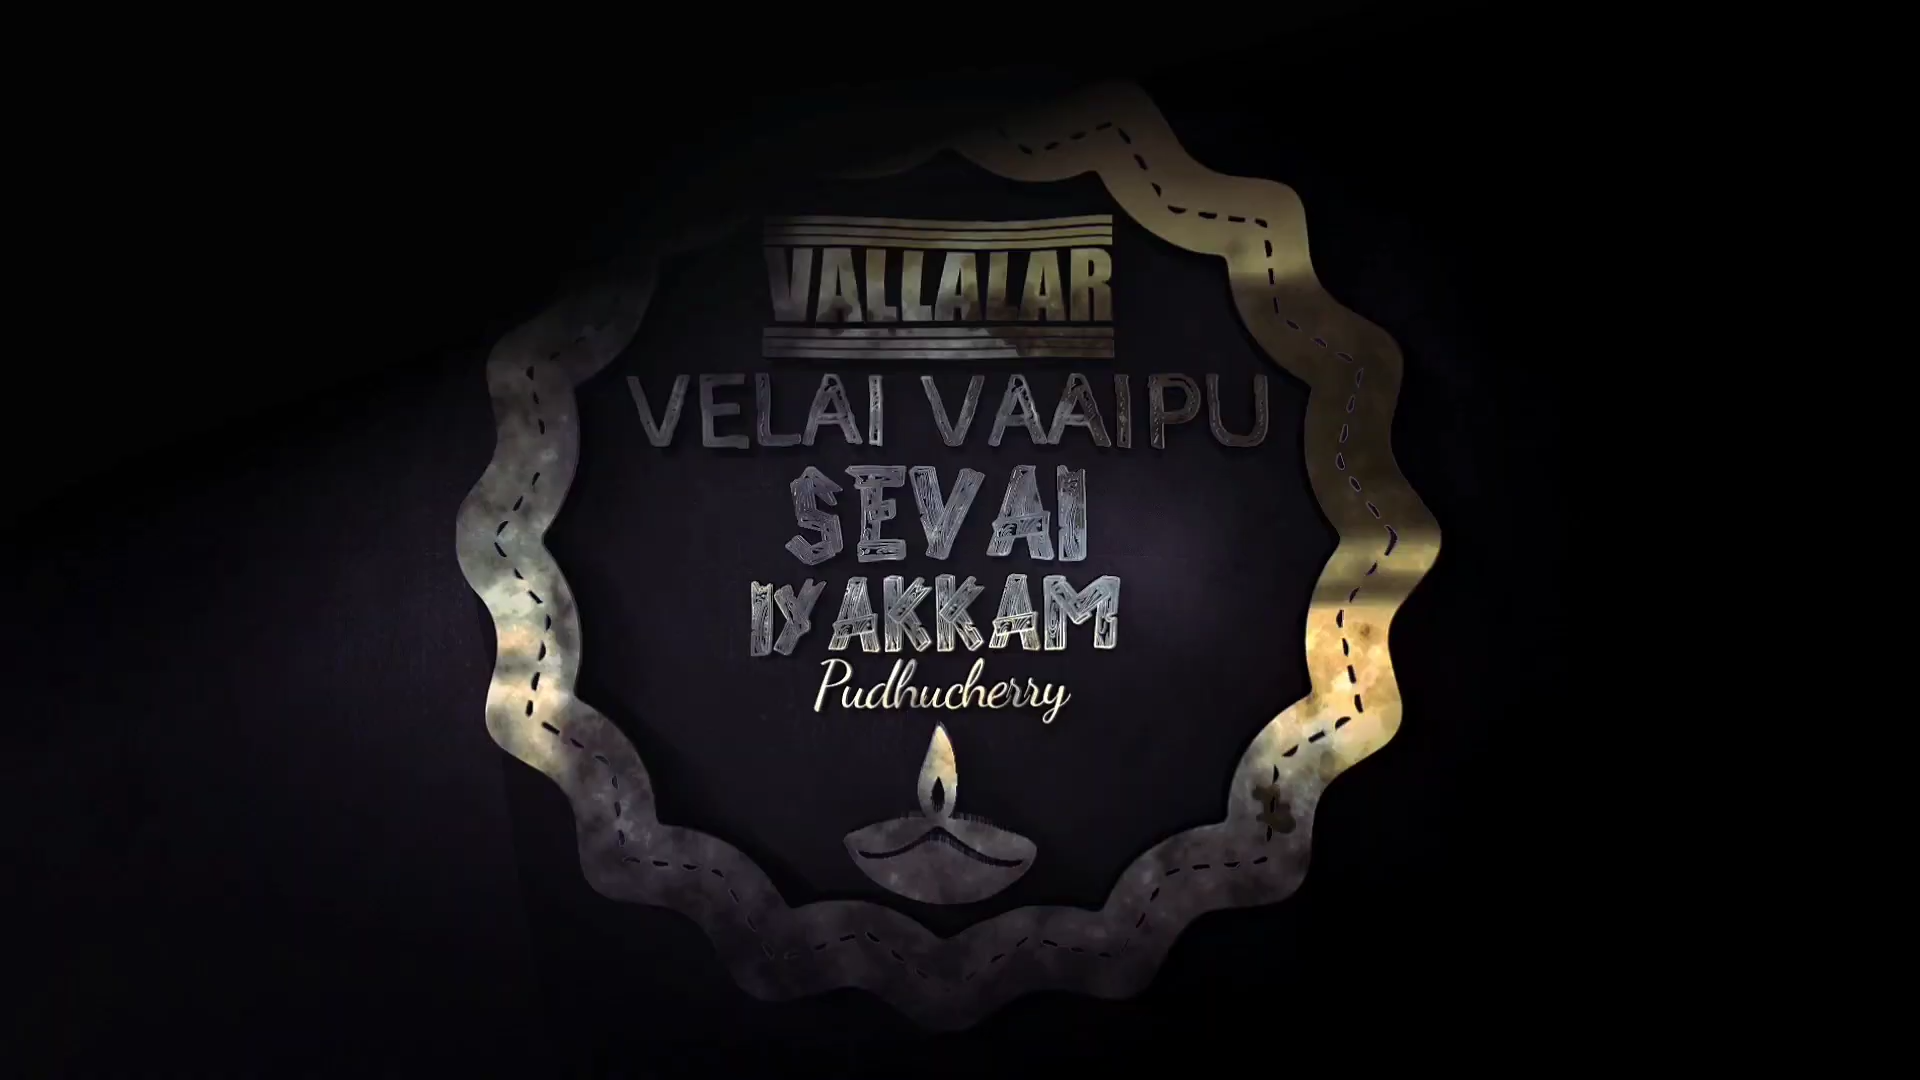 VALLALAR
VELAI VAAIPU
SEVAI
IYAKKAM
Pudhucherry